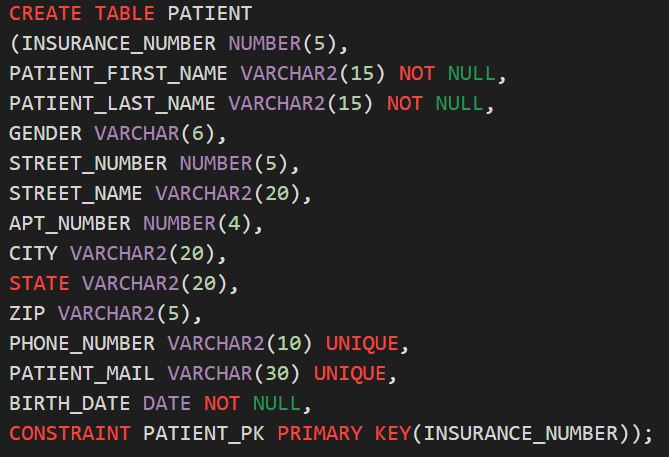 CREATE TABLE PATIENT
(INSURANCE_NUMBER NUMBER(5),
PATIENT_FIRST_NAME VARCHAR2(15) NOT NULL,
PATIENT_LAST_NAME VARCHAR2(15) NOT NULL,
GENDER VARCHAR(6),
STREET_NUMBER NUMBER(5),
STREET_NAME VARCHAR2(20),
APT_NUMBER NUMBER(4),
CITY VARCHAR2(20),
STATE VARCHAR2(20),
ZIP VARCHAR2(5),
PHONE_NUMBER VARCHAR2(10) UNIQUE,
PATIENT_MAIL VARCHAR(30) UNIQUE,
BIRTH_DATE DATE NOT NULL,
CONSTRAINT PATIENT_PK PRIMARY KEY(INSURANCE_NUMBER));